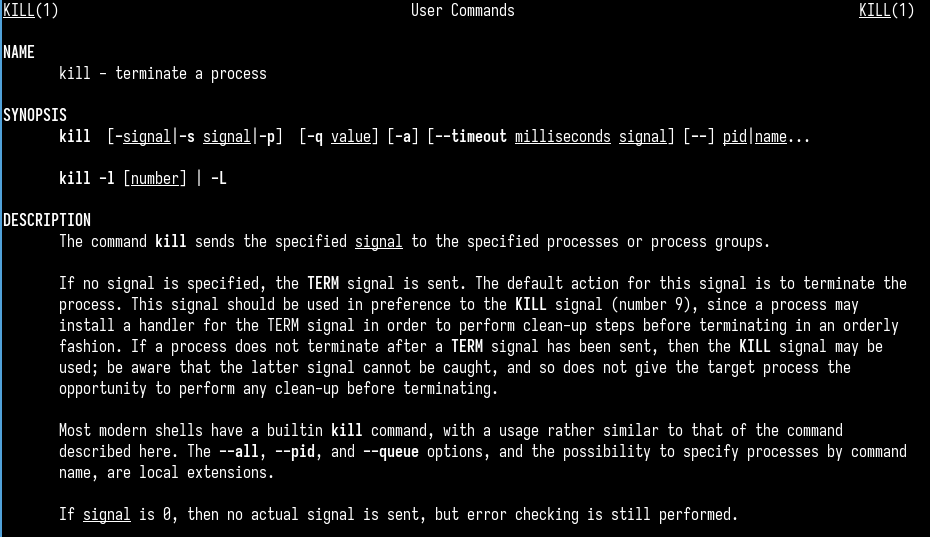 KILL(1) User Commands KILL(1)
NAME
kill - terminate a process
SYNOPSIS
kill [-signal|-s signal|-p] [-q value] [-a] [--timeout milliseconds signal] [--] pid|name...
kill -l [number] | -L
DESCRIPTION
The command kill sends the specified signal to the specified processes or process groups.
If no signal is specified, the TERM signal is sent. The default action for this signal is to terminate the
process. This signal should be used in preference to the KILL signal (number 9), since a process may
install a handler for the TERM signal in order to perform clean-up steps before terminating in an orderly
fashion. If a process does not terminate after a TERM signal has been sent, then the KILL signal may be
used; be aware that the latter signal cannot be caught, and so does not give the target process the
opportunity to perform any clean-up before terminating.
Most modern shells have a builtin kill command, with a usage rather similar to that of the command
described here. The --all, --pid, and --queue options, and the possibility to specify processes by command
name, are local extensions.
If signal is 0, then no actual signal is sent, but error checking is still performed.